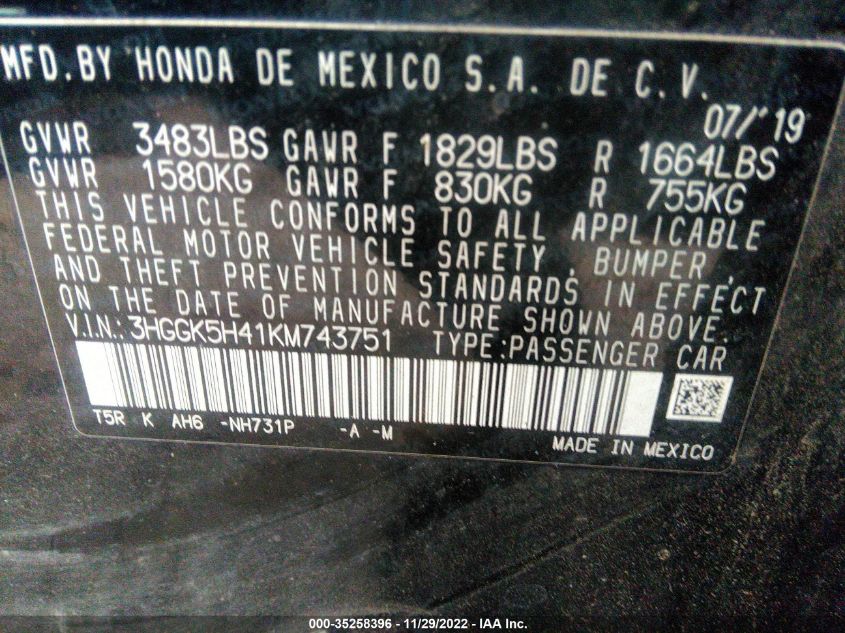 MFD.BY HONDA DE MEXICO S.A. DE C.V.
07/'19
GVWR 3483LBS GAWR F 1829LBS R 1664LBS
GVWR 1580KG GAWR F 830KG R 755KG
THIS VEHICLE CONFORMS TO ALL APPLICABLE
FEDERAL MOTOR VEHICLE SAFETY , BUMPER ,
AND THEFT PREVENTION STANDARDS IN EFFECT
ON THE DATE OF MANUFACTURE SHOWN ABOVE.
V.I.N.:3HGGK5H41KM743751 TYPE:PASSENGER CAR
T5R K AH6 -NH731P -A -M
MADE IN MEXICO
000-35258396 - 11/29/2022 - IAA Inc.